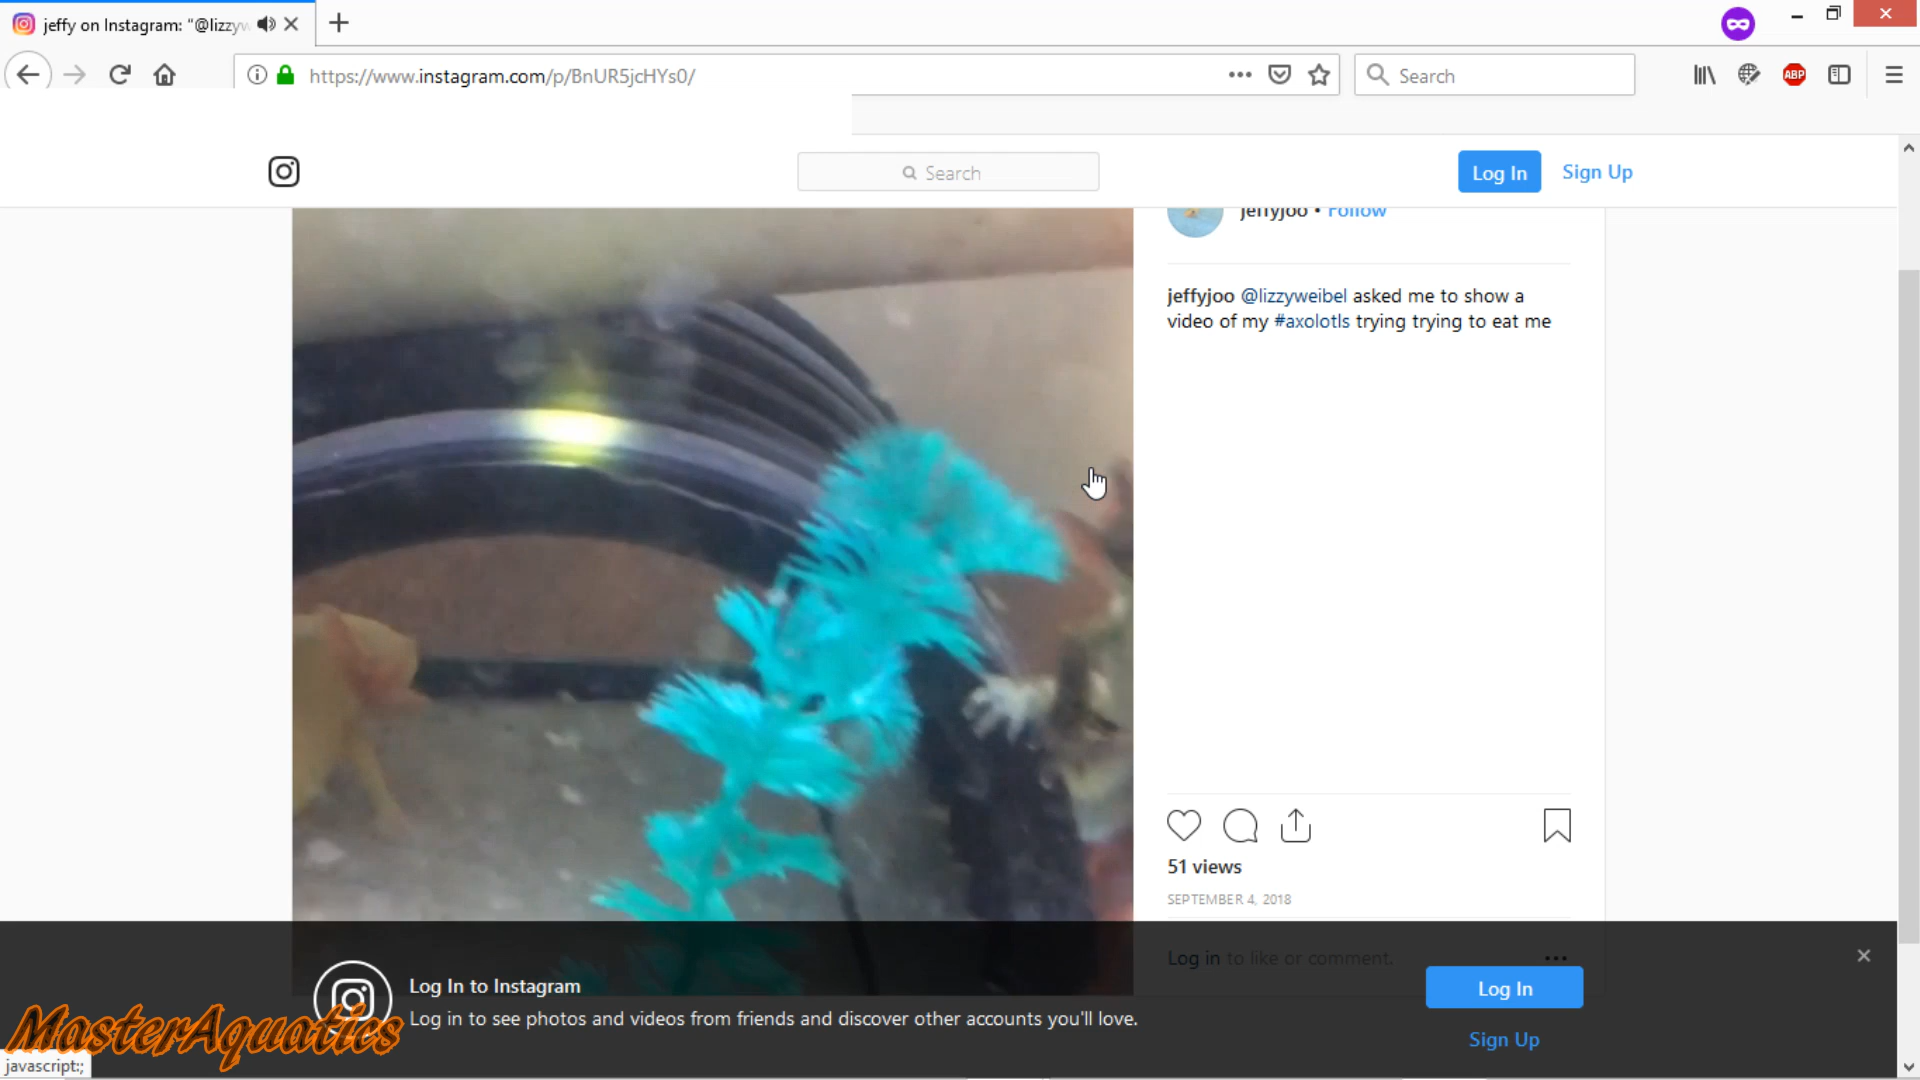 jeffy on Instagram: "@lizzyw
https://www.instagram.com/p/BnUR5jcHYs0/
Search
ABP
Search
Log In
Sign Up
jeffyjoo • Follow
jeffyjoo @lizzyweibel asked me to show a
video of my #axolotls trying trying to eat me
51 views
SEPTEMBER 4, 2018
Log in to like or comment.
Log In to Instagram
Log in to see photos and videos from friends and discover other accounts you'll love.
Log In
Sign Up
MasterAquatics
javascript:;